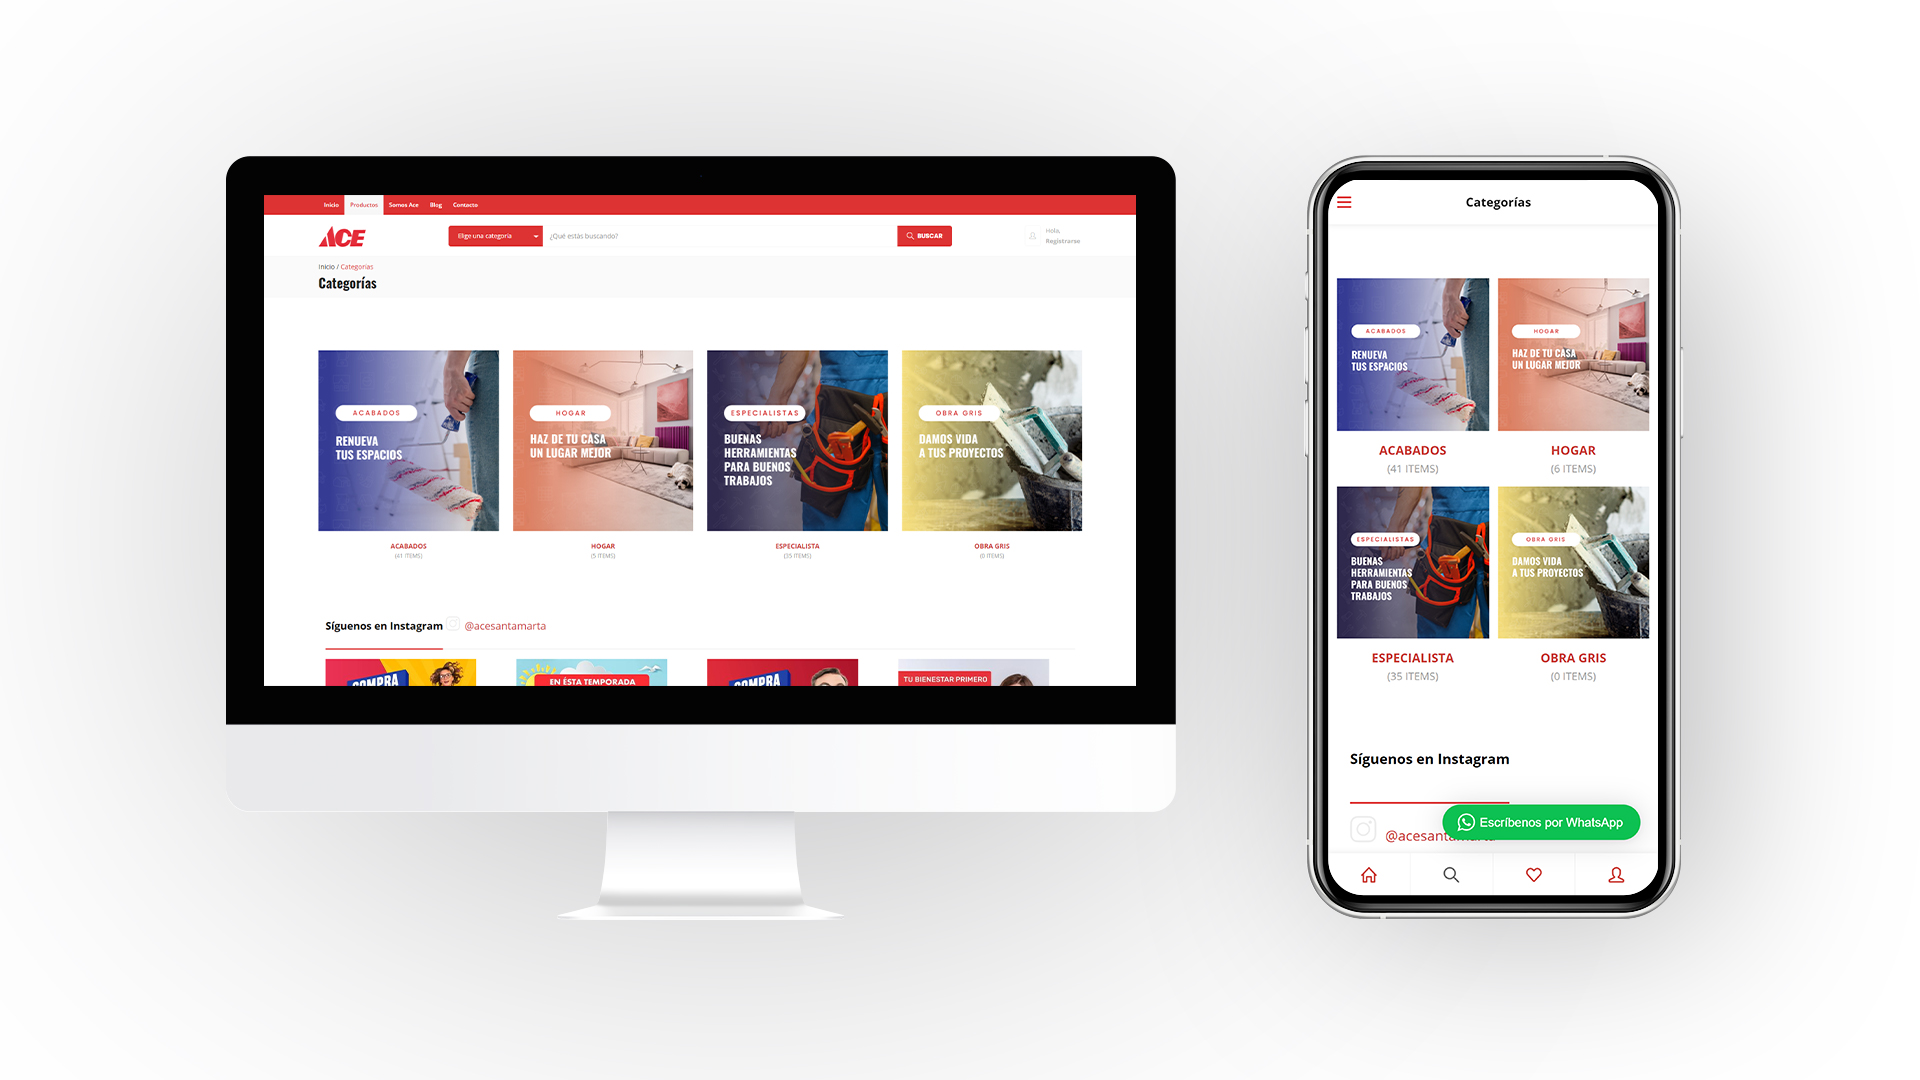 Inicio Productos Somos Ace Blog Contacto
ACE
Elige una categoría
¿Qué estás buscando?
BUSCAR
Hola,
Registrarse
Inicio / Categorías
Categorías
ACABADOS
RENUEVA
TUS ESPACIOS
HOGAR
HAZ DE TU CASA
UN LUGAR MEJOR
ESPECIALISTAS
BUENAS
HERRAMIENTAS
PARA BUENOS
TRABAJOS
OBRA GRIS
DAMOS VIDA
A TUS PROYECTOS
ACABADOS
(41 ITEMS)
HOGAR
(5 ITEMS)
ESPECIALISTA
(35 ITEMS)
OBRA GRIS
(0 ITEMS)
Síguenos en Instagram @acesantamarta
COMPRA
EN ÉSTA TEMPORADA
COMPRA
TU BIENESTAR PRIMERO
Categorías
ACABADOS
RENUEVA
TUS ESPACIOS
HOGAR
HAZ DE TU CASA
UN LUGAR MEJOR
ACABADOS
(41 ITEMS)
HOGAR
(6 ITEMS)
ESPECIALISTAS
BUENAS
HERRAMIENTAS
PARA BUENOS
TRABAJOS
OBRA GRIS
DAMOS VIDA
A TUS PROYECTOS
ESPECIALISTA
(35 ITEMS)
OBRA GRIS
(0 ITEMS)
Síguenos en Instagram
@acesantamarta
Escríbenos por WhatsApp